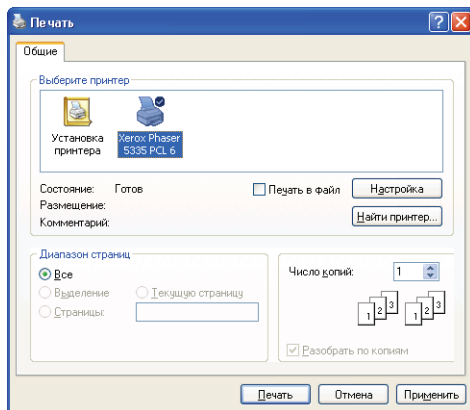 Печать
Общие
Выберите принтер
Установка принтера
Xerox Phaser 5335 PCL 6
Состояние: Готов
Размещение:
Комментарий:
Печать в файл
Настройка
Найти принтер...
Диапазон страниц
Все
Выделение
Текущую страницу
Страницы:
Число копий: 1
1 2 3 1 2 3
Разобрать по копиям
Печать
Отмена
Применить